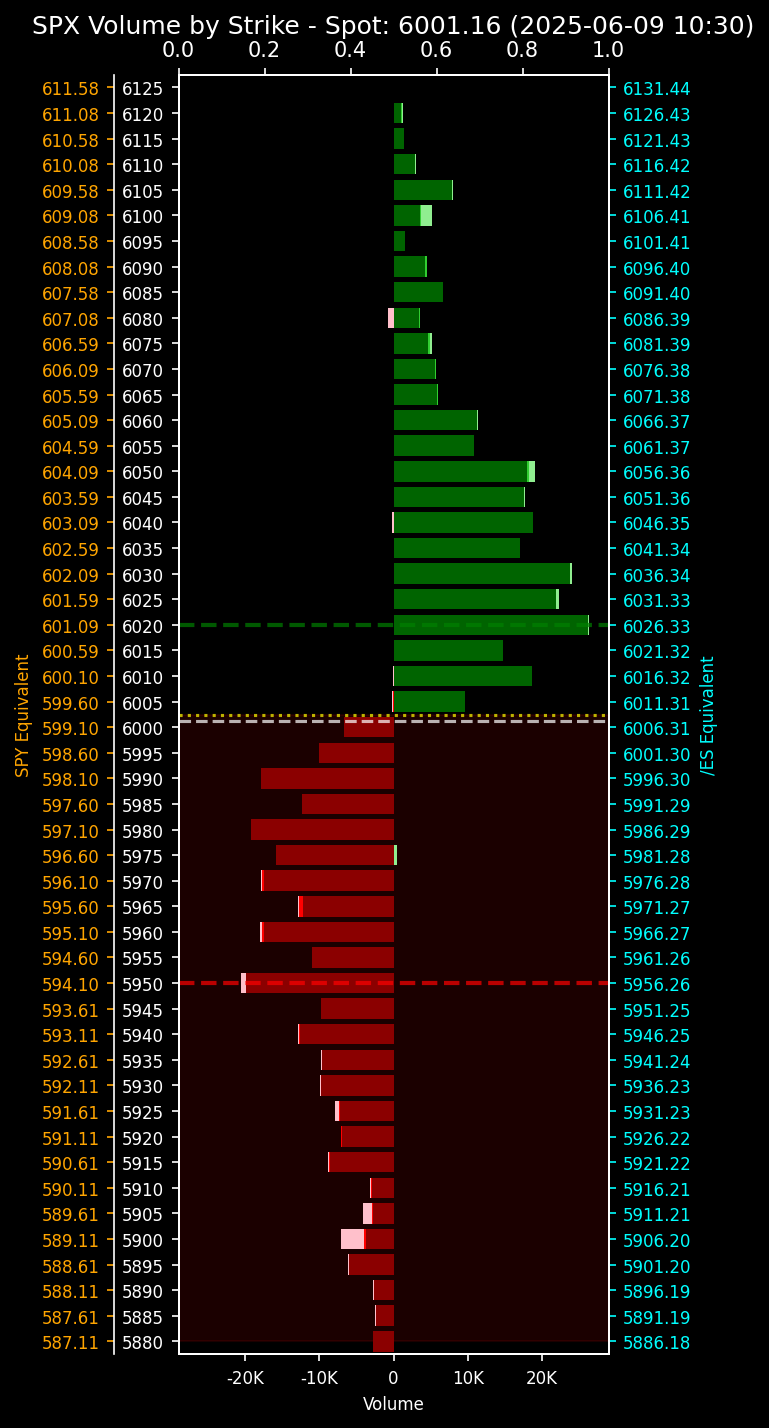 SPX Volume by Strike - Spot: 6001.16 (2025-06-09 10:30)
0.0 0.2 0.4 0.6 0.8 1.0
611.58 6125 6131.44
611.08 6120 6126.43
610.58 6115 6121.43
610.08 6110 6116.42
609.58 6105 6111.42
609.08 6100 6106.41
608.58 6095 6101.41
608.08 6090 6096.40
607.58 6085 6091.40
607.08 6080 6086.39
606.59 6075 6081.39
606.09 6070 6076.38
605.59 6065 6071.38
605.09 6060 6066.37
604.59 6055 6061.37
604.09 6050 6056.36
603.59 6045 6051.36
603.09 6040 6046.35
602.59 6035 6041.34
602.09 6030 6036.34
601.59 6025 6031.33
601.09 6020 6026.33
600.59 6015 6021.32
600.10 6010 6016.32
599.60 6005 6011.31
599.10 6000 6006.31
598.60 5995 6001.30
598.10 5990 5996.30
597.60 5985 5991.29
597.10 5980 5986.29
596.60 5975 5981.28
596.10 5970 5976.28
595.60 5965 5971.27
595.10 5960 5966.27
594.60 5955 5961.26
594.10 5950 5956.26
593.61 5945 5951.25
593.11 5940 5946.25
592.61 5935 5941.24
592.11 5930 5936.23
591.61 5925 5931.23
591.11 5920 5926.22
590.61 5915 5921.22
590.11 5910 5916.21
589.61 5905 5911.21
589.11 5900 5906.20
588.61 5895 5901.20
588.11 5890 5896.19
587.61 5885 5891.19
587.11 5880 5886.18
SPY Equivalent
/ES Equivalent
-20K -10K 0 10K 20K
Volume